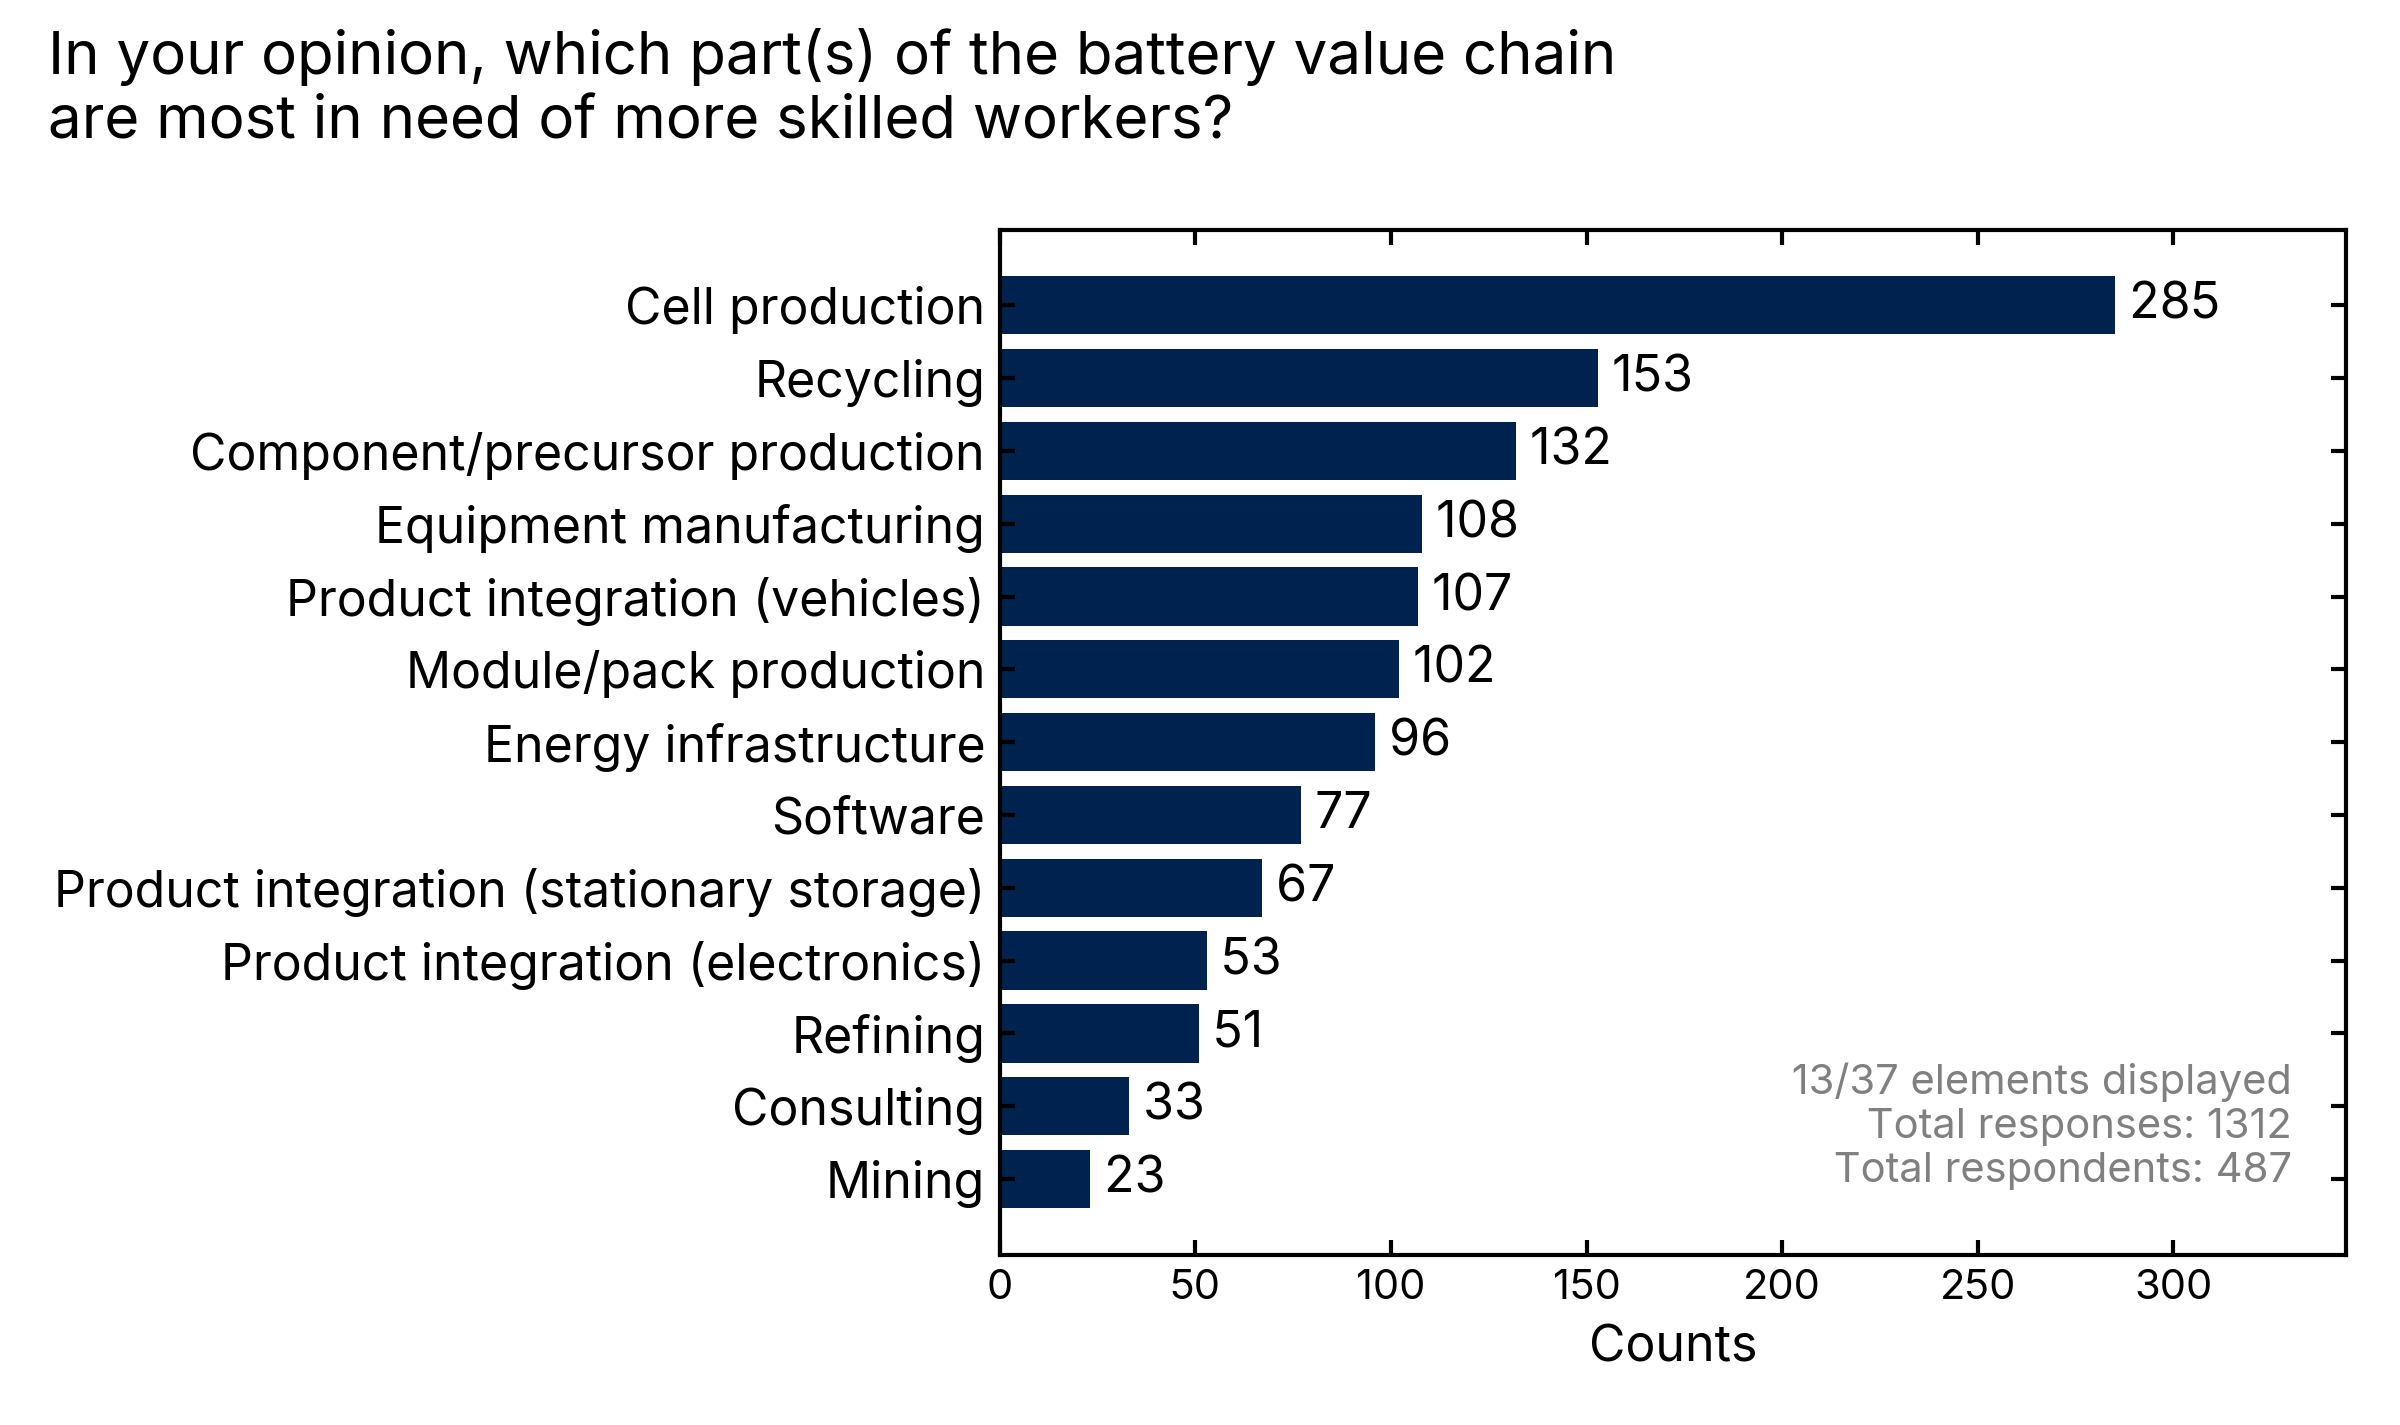 In your opinion, which part(s) of the battery value chain
are most in need of more skilled workers?
Cell production 285
Recycling 153
Component/precursor production 132
Equipment manufacturing 108
Product integration (vehicles) 107
Module/pack production 102
Energy infrastructure 96
Software 77
Product integration (stationary storage) 67
Product integration (electronics) 53
Refining 51
Consulting 33
Mining 23
13/37 elements displayed
Total responses: 1312
Total respondents: 487
0 50 100 150 200 250 300
Counts